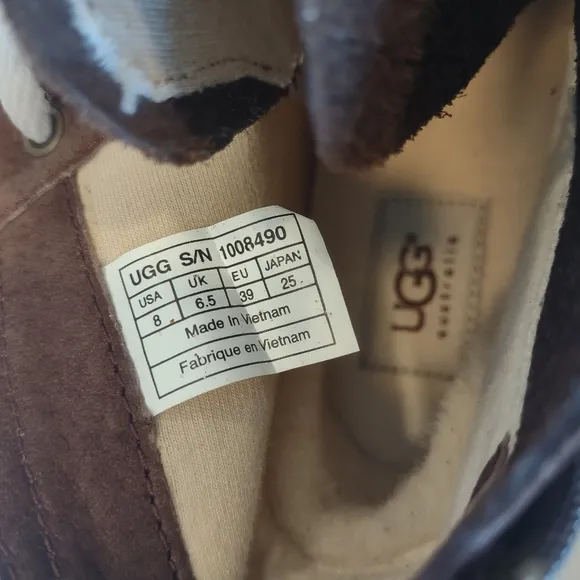 UGG S/N 1008490
USA UK EU JAPAN
8 6.5 39 25
Made In Vietnam
Fabrique en Vietnam
UGG
australia